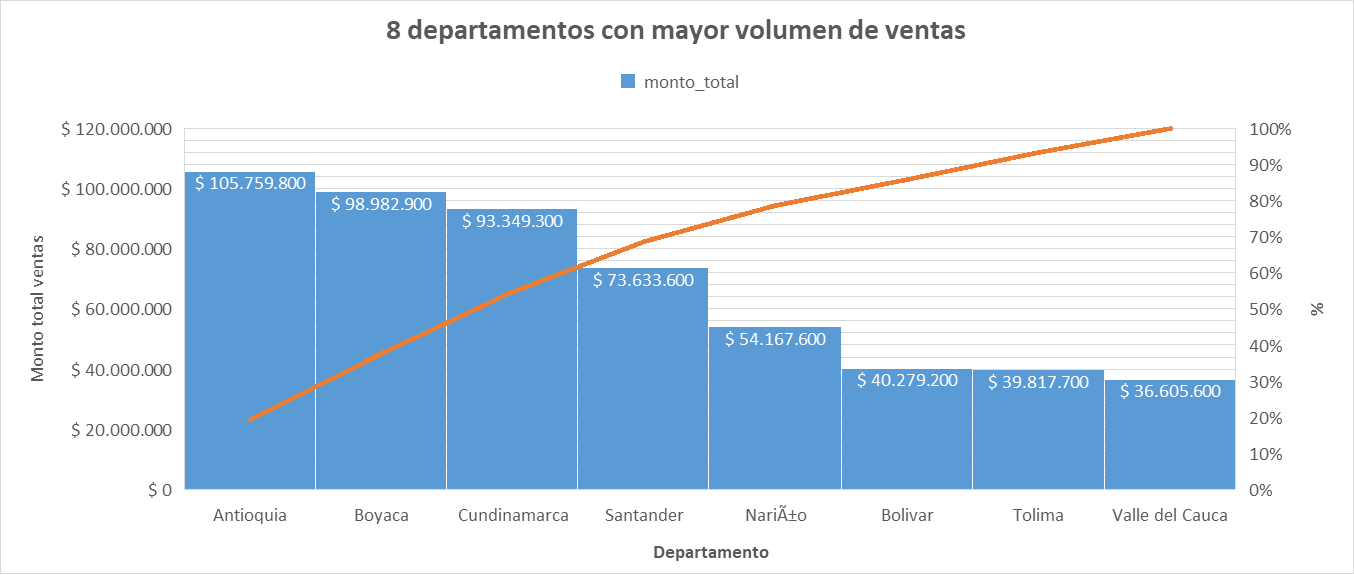 8 departamentos con mayor volumen de ventas
monto_total
$ 120.000.000
$ 100.000.000
$ 80.000.000
$ 60.000.000
$ 40.000.000
$ 20.000.000
$ 0
Monto total ventas
$ 105.759.800
$ 98.982.900
$ 93.349.300
$ 73.633.600
$ 54.167.600
$ 40.279.200
$ 39.817.700
$ 36.605.600
100%
90%
80%
70%
60%
50%
40%
30%
20%
10%
0%
%
Antioquia
Boyaca
Cundinamarca
Santander
NariÃ±o
Bolivar
Tolima
Valle del Cauca
Departamento